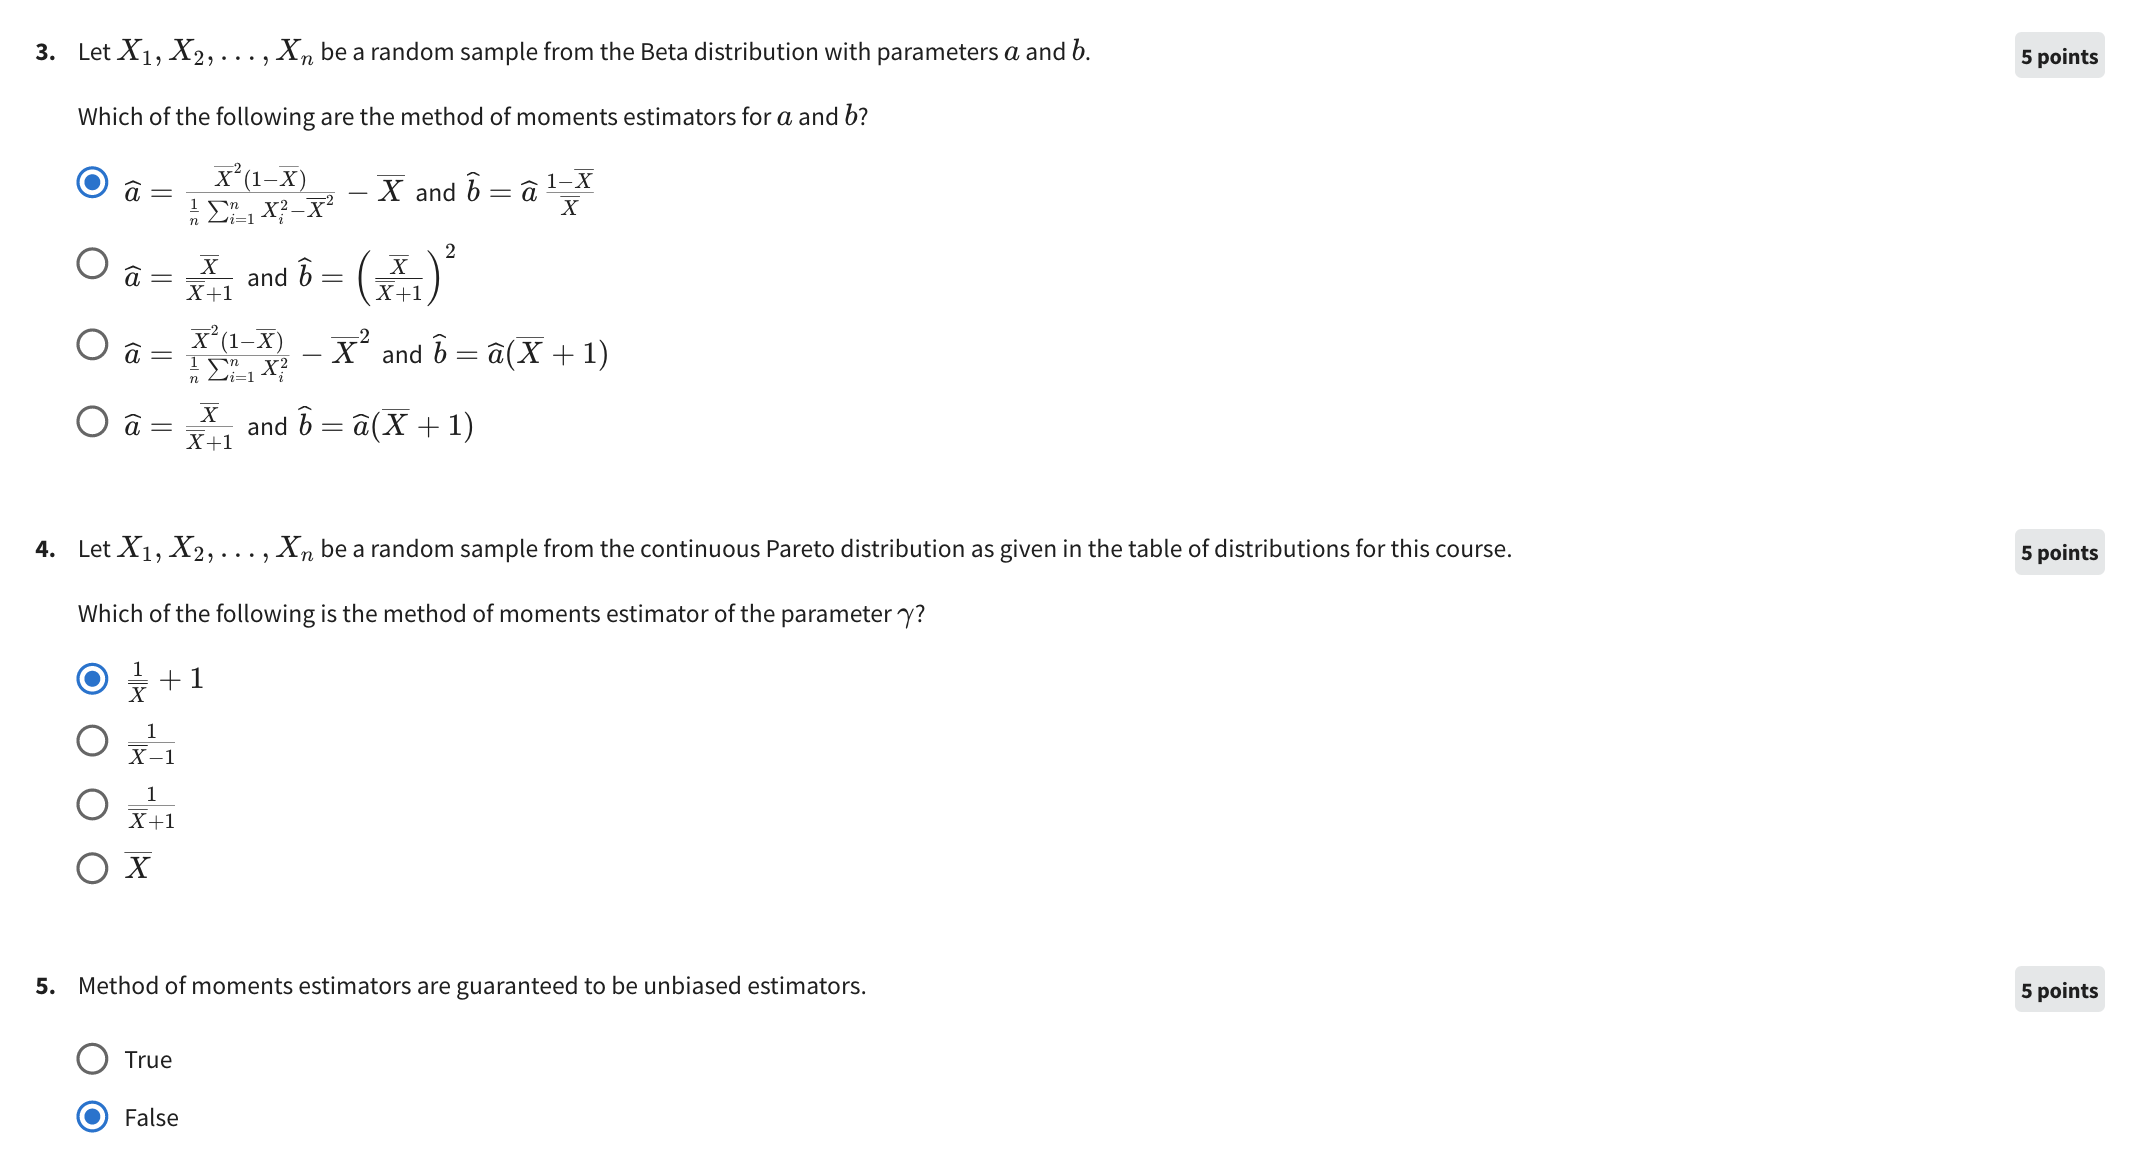 3. Let $X_1, X_2, \ldots, X_n$ be a random sample from the Beta distribution with parameters $a$ and $b$. 5 points
Which of the following are the method of moments estimators for $a$ and $b$?
$\widehat{a} = \frac{\overline{X}^2(1-\overline{X})}{\frac{1}{n}\sum_{i=1}^{n} X_i^2 - \overline{X}^2} - \overline{X}$ and $\widehat{b} = \widehat{a}\,\frac{1-\overline{X}}{\overline{X}}$
$\widehat{a} = \frac{\overline{X}}{\overline{X}+1}$ and $\widehat{b} = \left(\frac{\overline{X}}{\overline{X}+1}\right)^2$
$\widehat{a} = \frac{\overline{X}^2(1-\overline{X})}{\frac{1}{n}\sum_{i=1}^{n} X_i^2} - \overline{X}^2$ and $\widehat{b} = \widehat{a}(\overline{X}+1)$
$\widehat{a} = \frac{\overline{X}}{\overline{X}+1}$ and $\widehat{b} = \widehat{a}(\overline{X}+1)$
4. Let $X_1, X_2, \ldots, X_n$ be a random sample from the continuous Pareto distribution as given in the table of distributions for this course. 5 points
Which of the following is the method of moments estimator of the parameter $\gamma$?
$\frac{1}{\overline{X}} + 1$
$\frac{1}{\overline{X}-1}$
$\frac{1}{\overline{X}+1}$
$\overline{X}$
5. Method of moments estimators are guaranteed to be unbiased estimators. 5 points
True
False